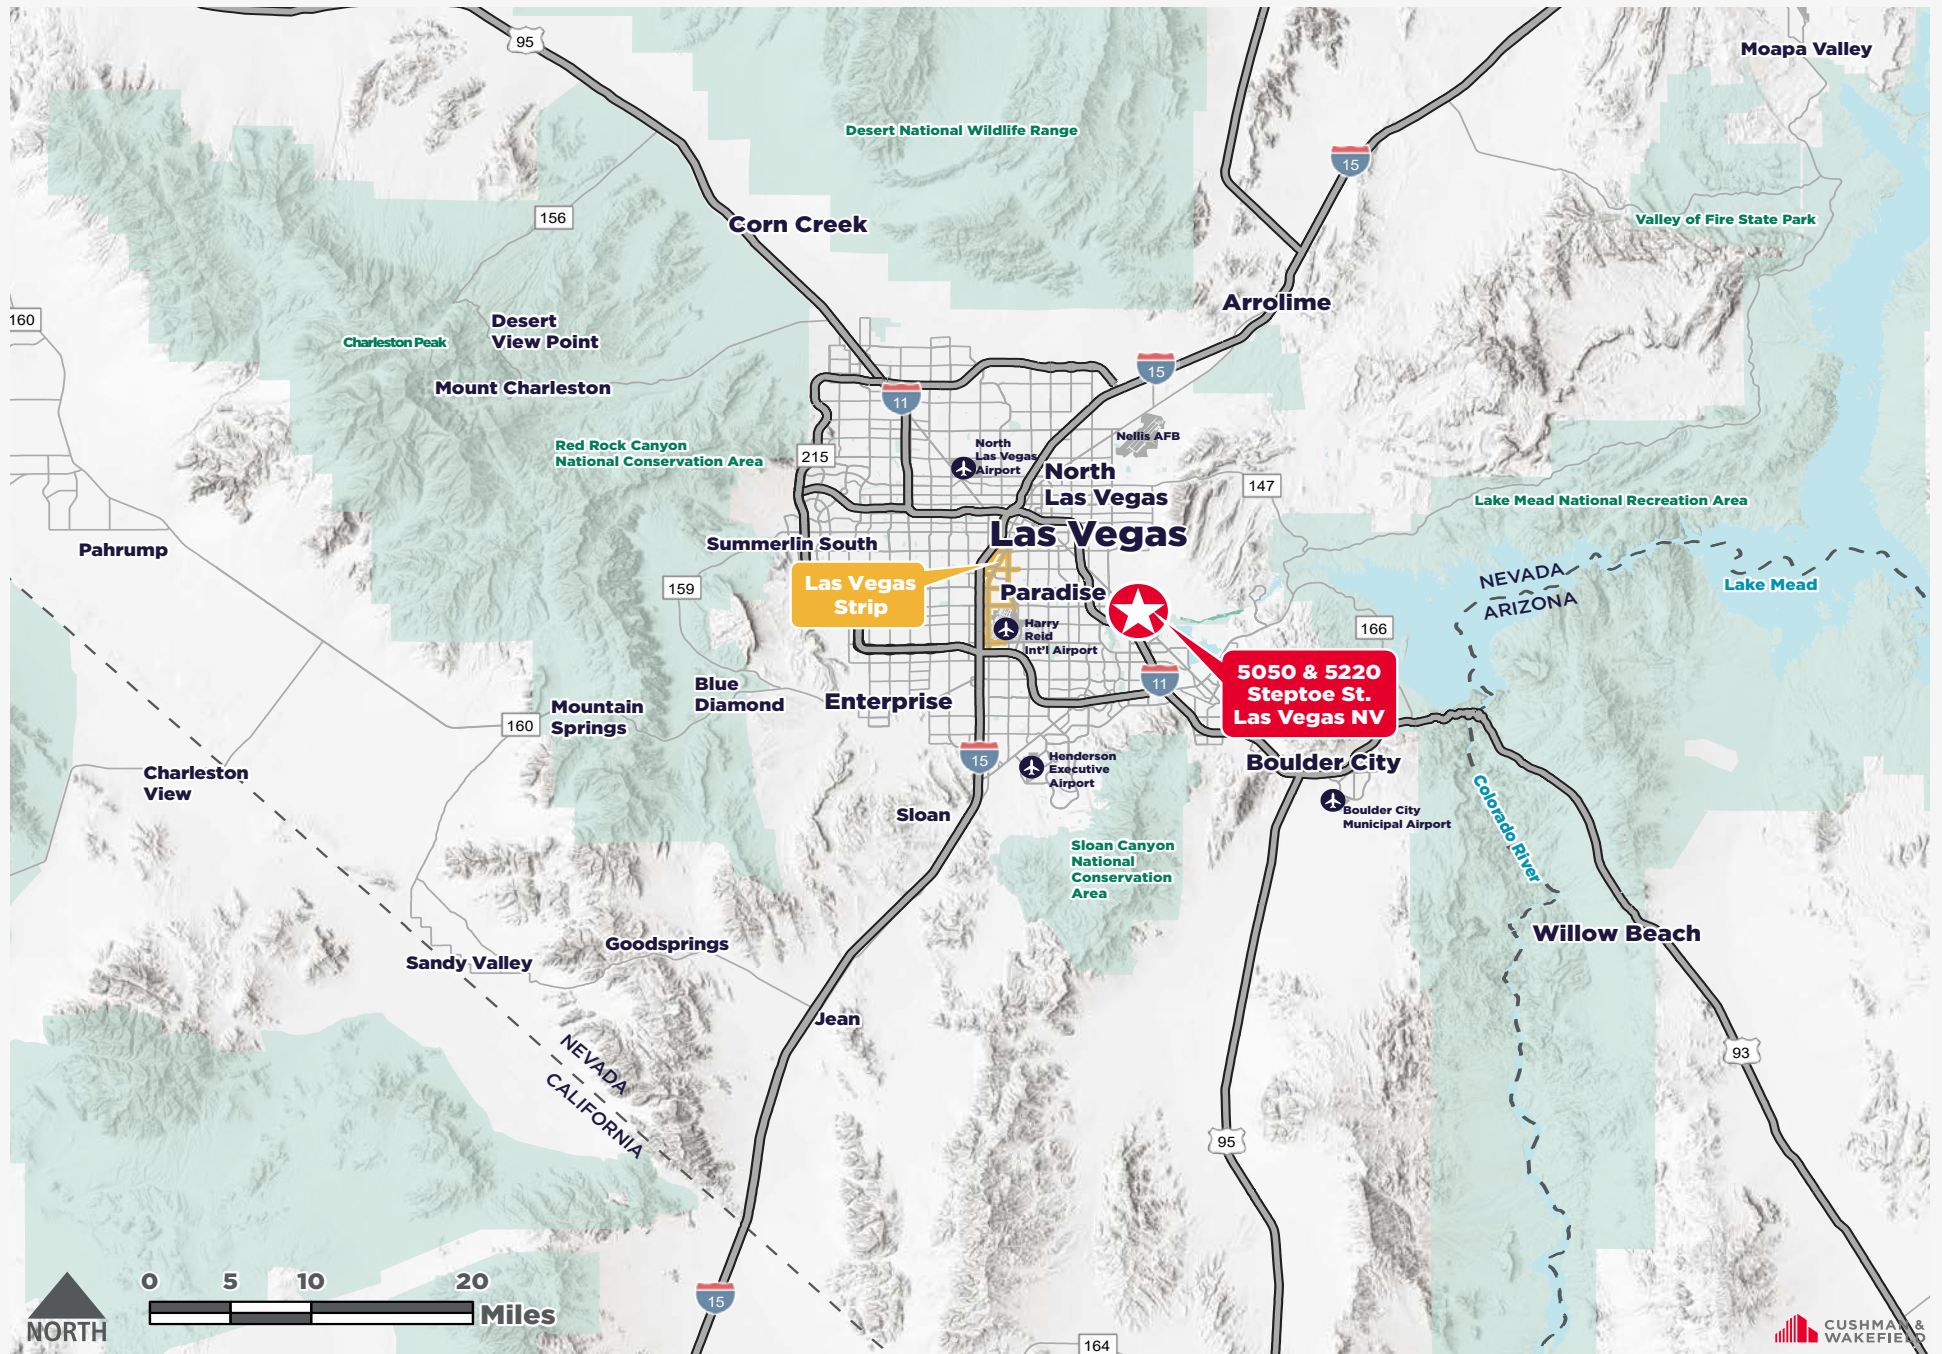 Moapa Valley
95
Desert National Wildlife Range
15
156
Valley of Fire State Park
Corn Creek
Arrolime
160
Desert
View Point
Charleston Peak
Mount Charleston
15
11
Red Rock Canyon
National Conservation Area
215
North
Las Vegas
Airport
Nellis AFB
North
Las Vegas
147
Lake Mead National Recreation Area
Pahrump
Summerlin South
Las Vegas
Las Vegas
Strip
159
Paradise
NEVADA
ARIZONA
Lake Mead
Harry
Reid
Int'l Airport
166
5050 & 5220
Steptoe St.
Las Vegas NV
11
Blue
Diamond
Enterprise
Mountain
Springs
160
Charleston
View
15
Henderson
Executive
Airport
Boulder City
Boulder City
Municipal Airport
Colorado River
Sloan
Sloan Canyon
National
Conservation
Area
Willow Beach
Goodsprings
Sandy Valley
Jean
NEVADA
CALIFORNIA
93
95
0 5 10 20
Miles
NORTH
15
164
CUSHMAN &
WAKEFIELD